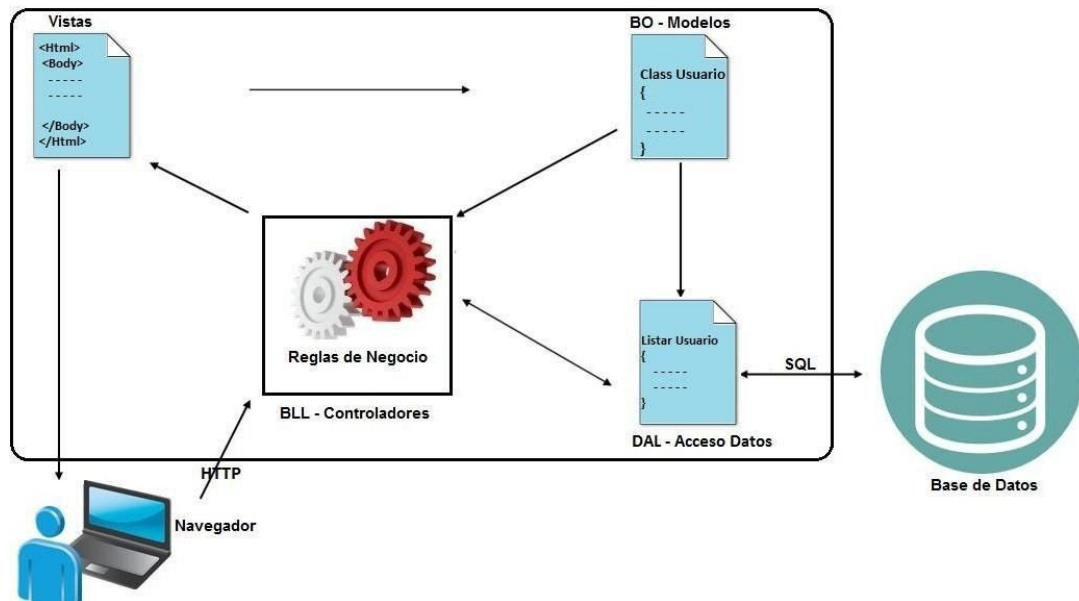 Vistas
<Html>
<Body>
- - - - -
- - - - -
</Body>
</Html>
BO - Modelos
Class Usuario
{
- - - - -
- - - - -
}
Reglas de Negocio
BLL - Controladores
Listar Usuario
{
- - - - -
- - - - -
}
DAL - Acceso Datos
SQL
Base de Datos
HTTP
Navegador